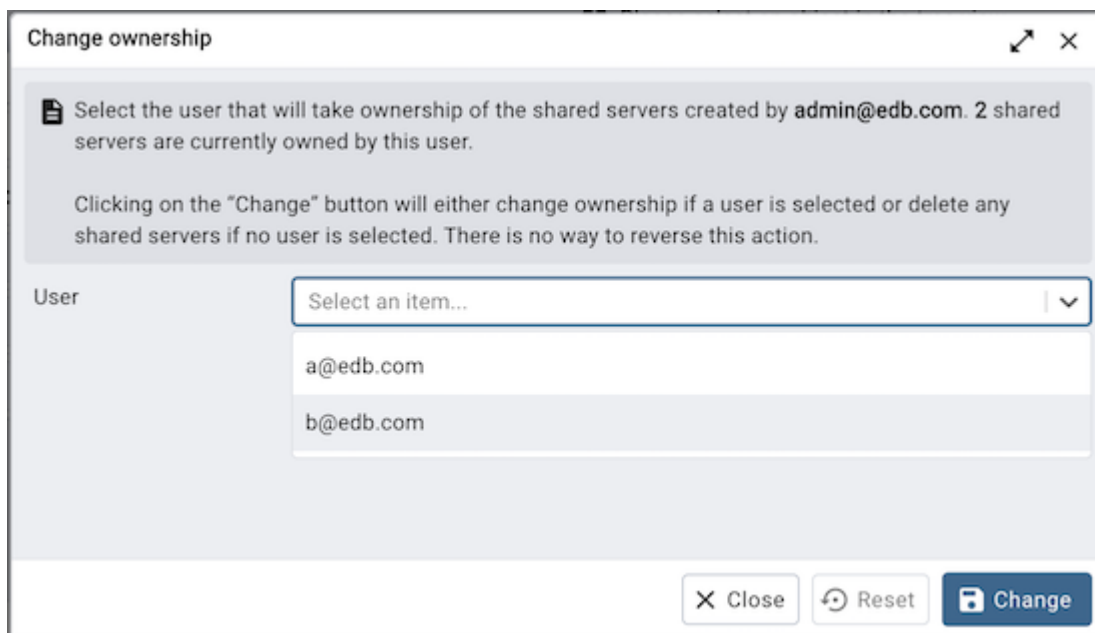 Change ownership
Select the user that will take ownership of the shared servers created by admin@edb.com. 2 shared
servers are currently owned by this user.
Clicking on the “Change” button will either change ownership if a user is selected or delete any
shared servers if no user is selected. There is no way to reverse this action.
User
Select an item...
a@edb.com
b@edb.com
Close
Reset
Change